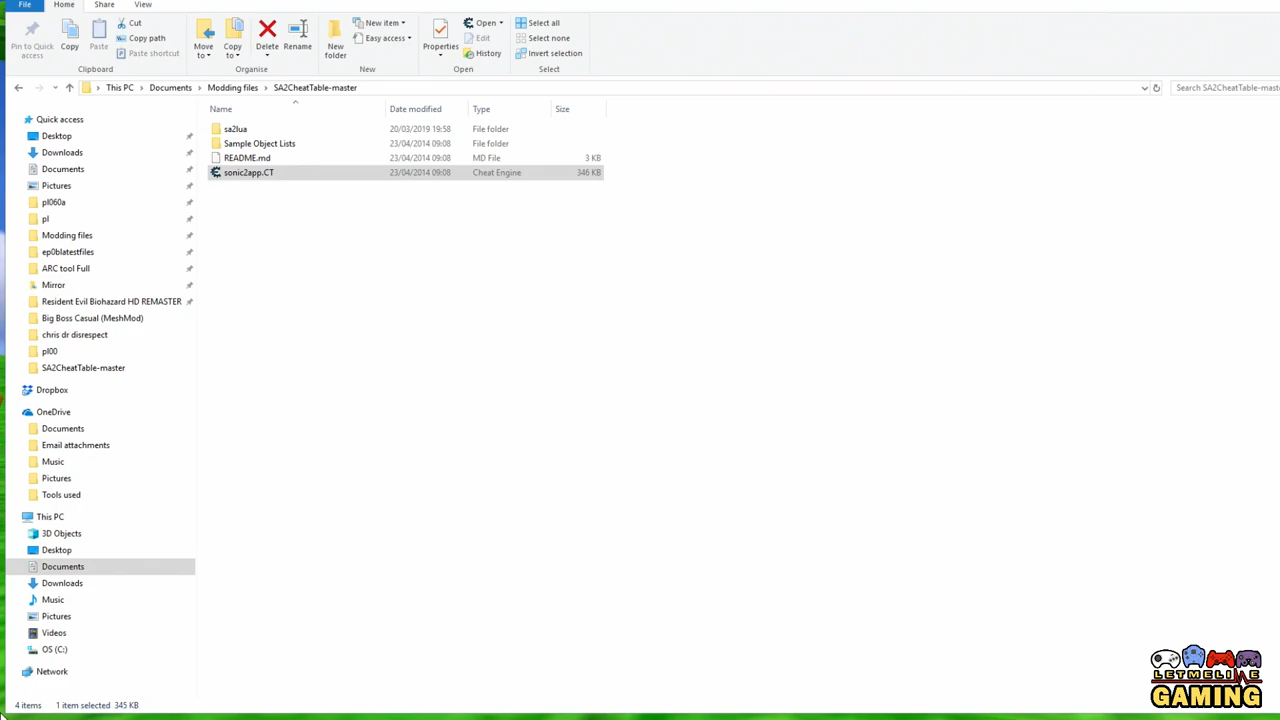 File Home Share View
Cut
Copy path
Paste shortcut
Pin to Quick access
Copy
Paste
Clipboard
Move to
Copy to
Delete
Rename
Organise
New folder
New item
Easy access
New
Properties
Open
Edit
History
Open
Select all
Select none
Invert selection
Select
This PC > Documents > Modding files > SA2CheatTable-master
Search SA2CheatTable-maste
Name Date modified Type Size
sa2lua 20/03/2019 19:58 File folder
Sample Object Lists 23/04/2014 09:08 File folder
README.md 23/04/2014 09:08 MD File 3 KB
sonic2app.CT 23/04/2014 09:08 Cheat Engine 346 KB
Quick access
Desktop
Downloads
Documents
Pictures
pl060a
pl
Modding files
ep0blatestfiles
ARC tool Full
Mirror
Resident Evil Biohazard HD REMASTER
Big Boss Casual (MeshMod)
chris dr disrespect
pl00
SA2CheatTable-master
Dropbox
OneDrive
Documents
Email attachments
Music
Pictures
Tools used
This PC
3D Objects
Desktop
Documents
Downloads
Music
Pictures
Videos
OS (C:)
Network
4 items 1 item selected 345 KB
LETMELIVE
GAMING